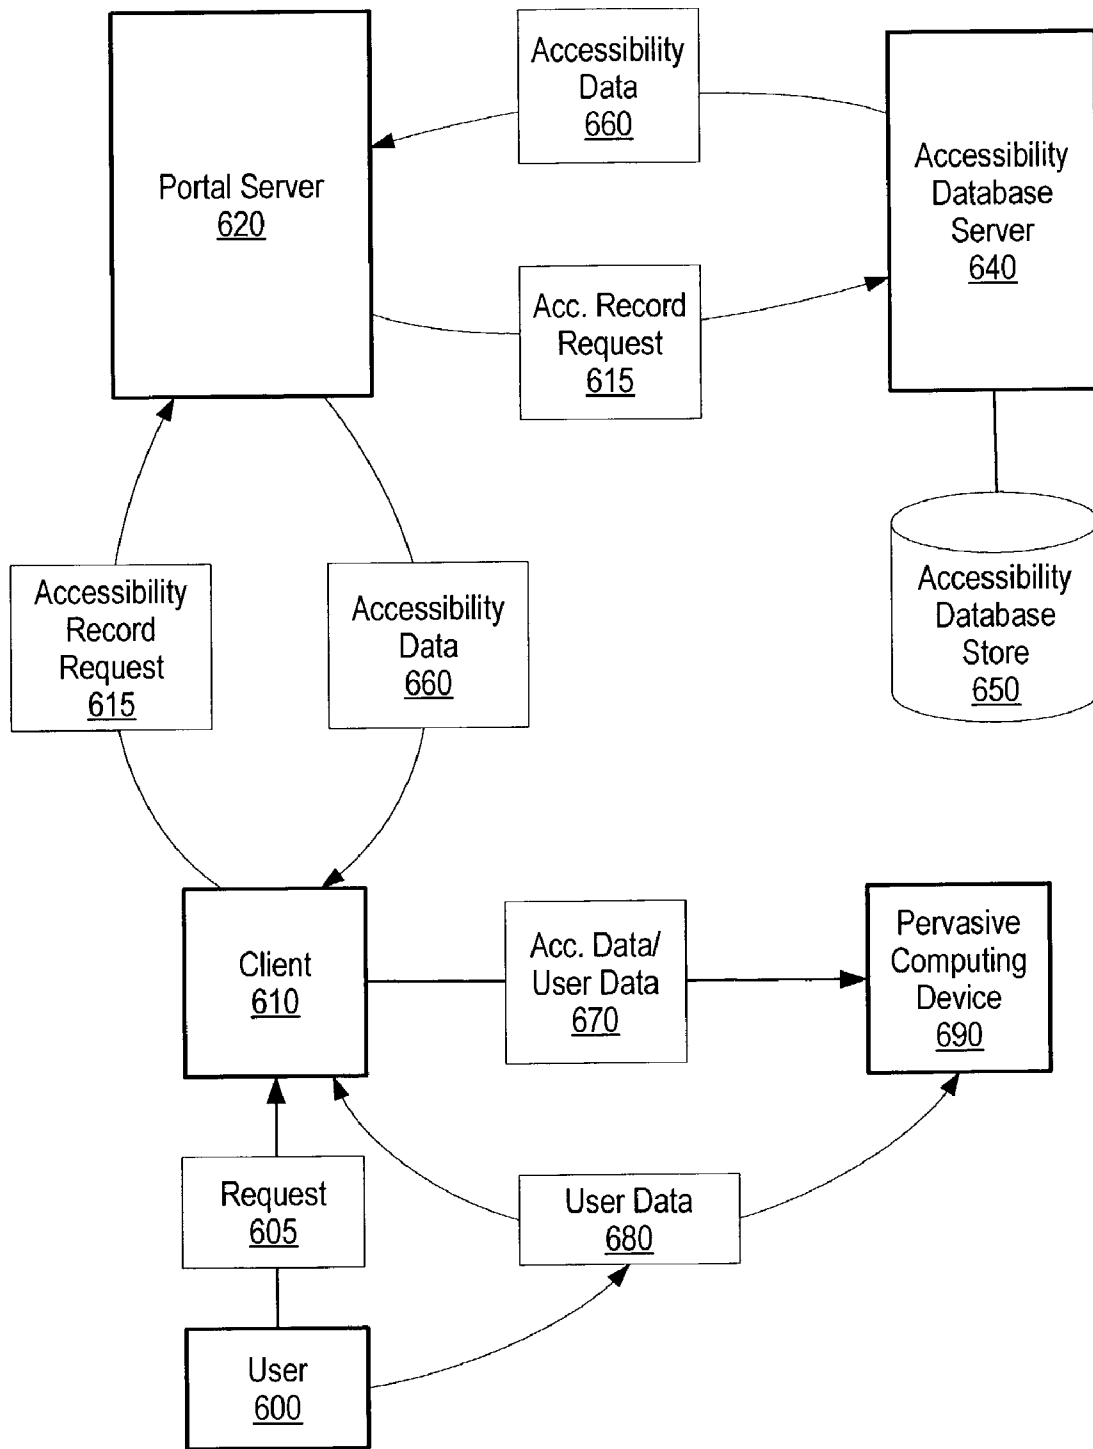 Accessibility
Data
660
Portal Server
620
Accessibility
Database
Server
640
Acc. Record
Request
615
Accessibility
Record
Request
615
Accessibility
Data
660
Accessibility
Database
Store
650
Client
610
Acc. Data/
User Data
670
Pervasive
Computing
Device
690
Request
605
User Data
680
User
600